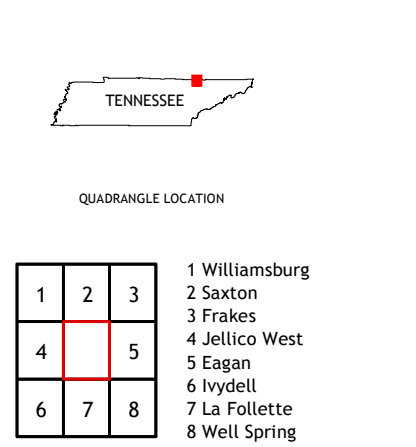 TENNESSEE
QUADRANGLE LOCATION
1 2 3
4 5
6 7 8
1 Williamsburg
2 Saxton
3 Frakes
4 Jellico West
5 Eagan
6 Ivydell
7 La Follette
8 Well Spring